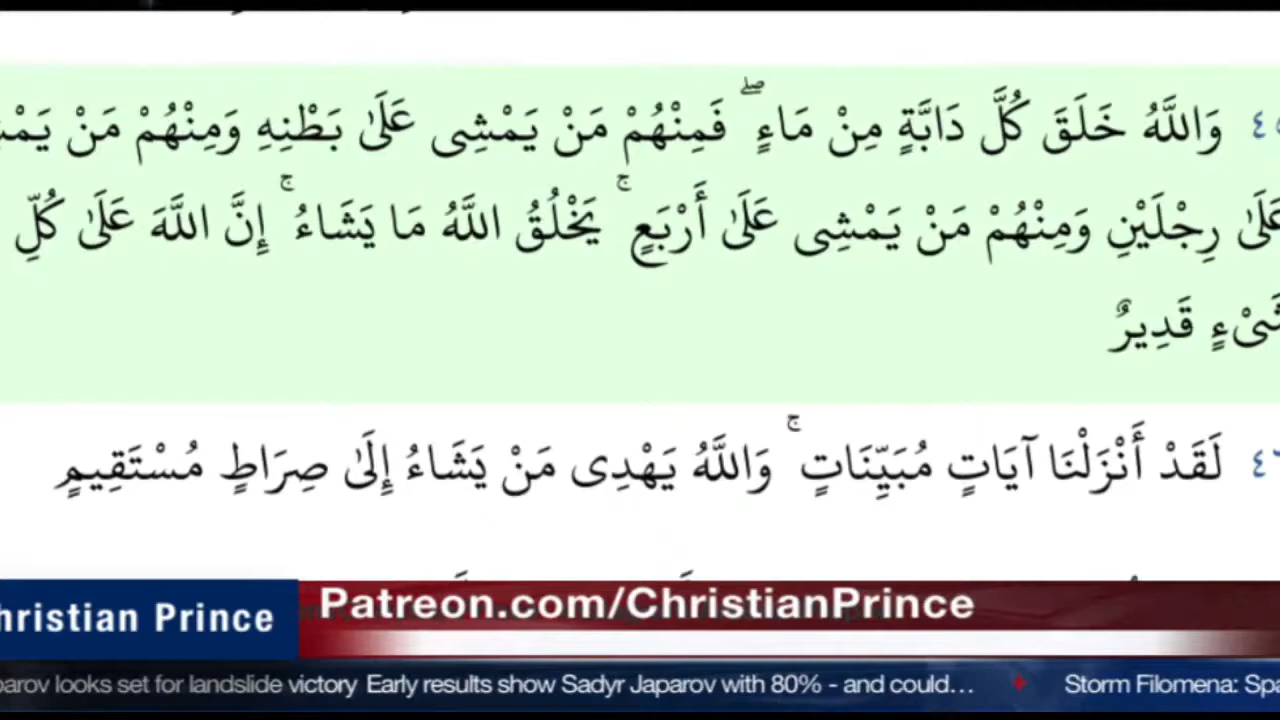 وَاللَّهُ خَلَقَ كُلَّ دَابَّةٍ مِنْ مَاءٍ ۖ فَمِنْهُمْ مَنْ يَمْشِى عَلَىٰ بَطْنِهِ وَمِنْهُمْ مَنْ
عَلَىٰ رِجْلَيْنِ وَمِنْهُمْ مَنْ يَمْشِى عَلَىٰ أَرْبَعٍ ۚ يَخْلُقُ اللَّهُ مَا يَشَاءُ ۚ إِنَّ اللَّهَ عَلَىٰ كُلِّ
شَىْءٍ قَدِيرٌ
لَقَدْ أَنْزَلْنَا آيَاتٍ مُبَيِّنَاتٍ ۚ وَاللَّهُ يَهْدِى مَنْ يَشَاءُ إِلَىٰ صِرَاطٍ مُسْتَقِيمٍ
Patreon.com/ChristianPrince
hristian Prince
parov looks set for landslide victory Early results show Sadyr Japarov with 80% - and could... Storm Filomena: Spa